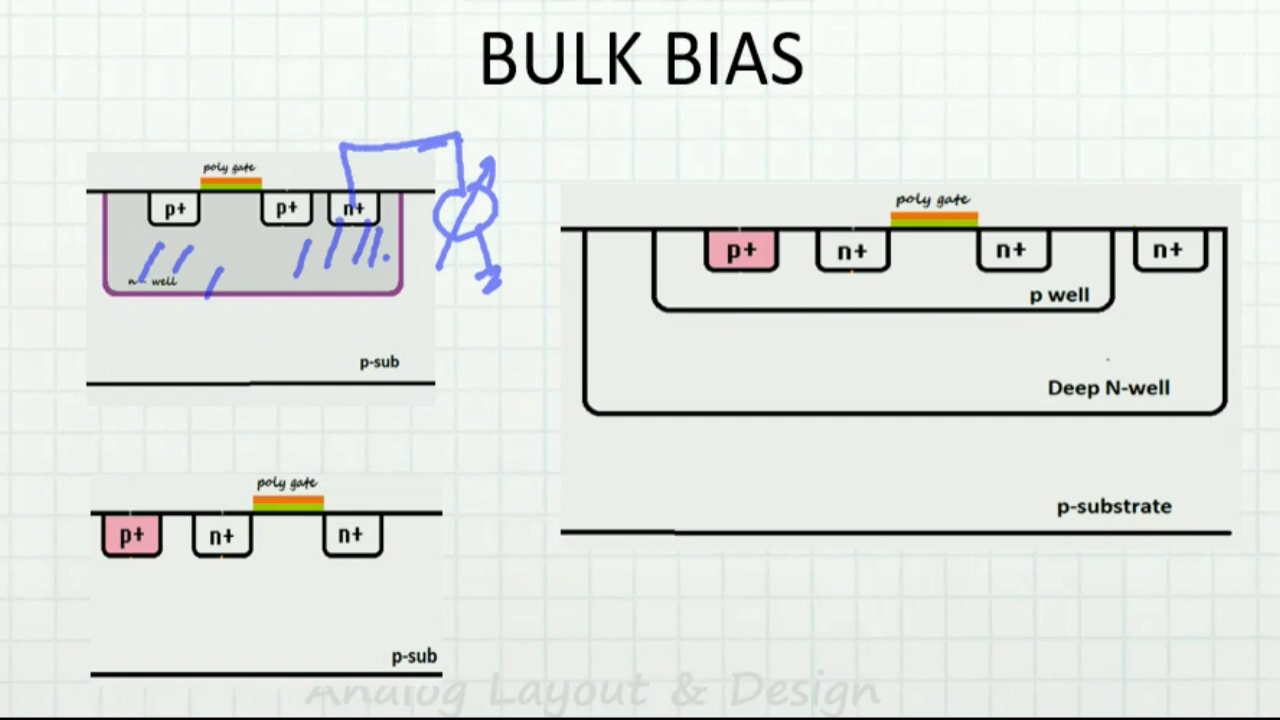 BULK BIAS
poly gate
p+ p+ n+
n - well
p-sub
poly gate
p+ n+ n+
p-sub
poly gate
p+ n+ n+ n+
p well
Deep N-well
p-substrate
Analog Layout & Design